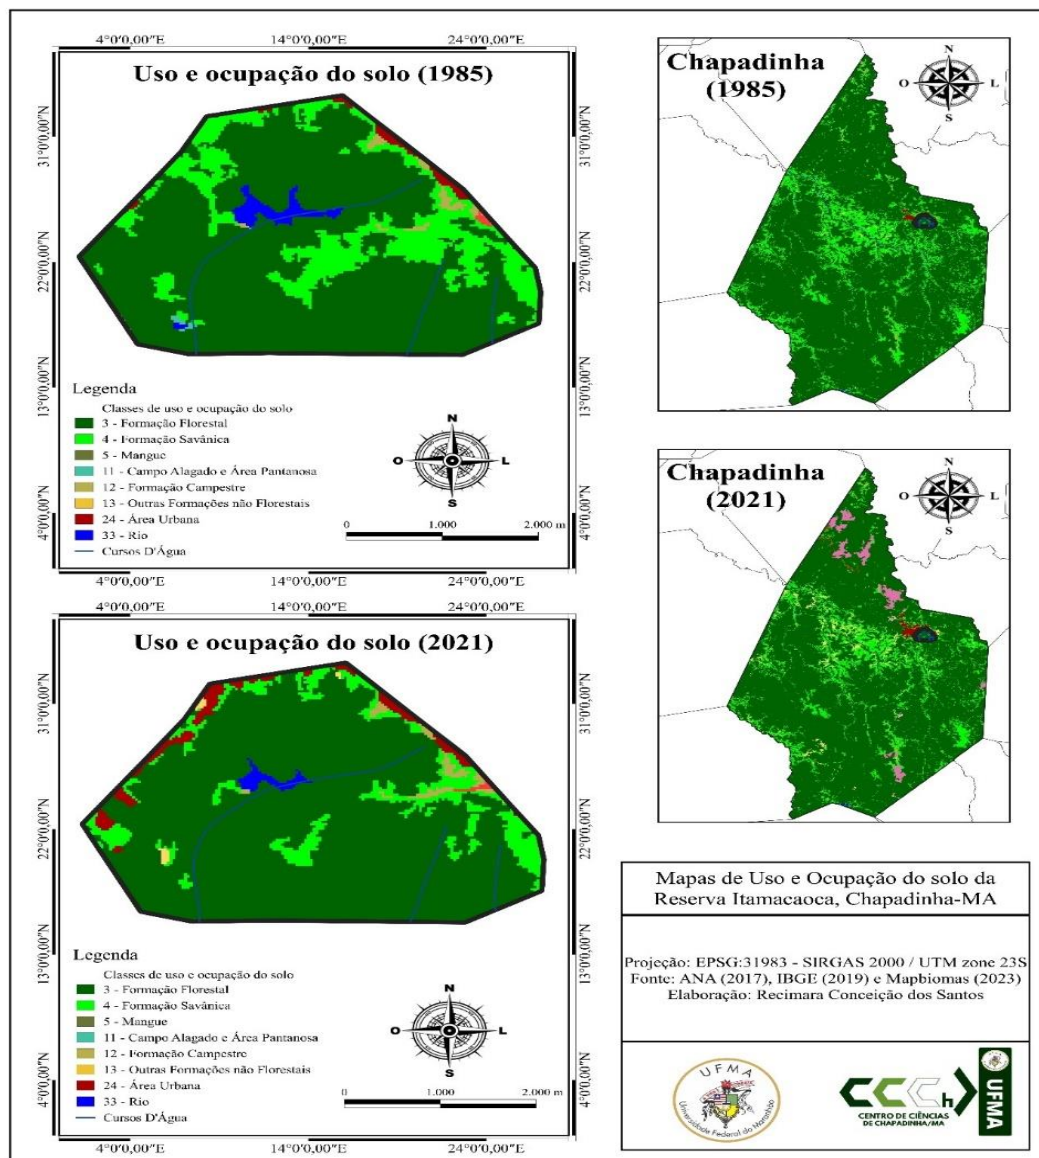 4°0′0,00″E 14°0′0,00″E 24°0′0,00″E
Uso e ocupação do solo (1985)
31°0′0,00″N
22°0′0,00″N
13°0′0,00″N
4°0′0,00″N
31°0′0,00″N
22°0′0,00″N
13°0′0,00″N
4°0′0,00″N
Legenda
Classes de uso e ocupação do solo
3 - Formação Florestal
4 - Formação Savânica
5 - Mangue
11 - Campo Alagado e Área Pantanosa
12 - Formação Campestre
13 - Outras Formações não Florestais
24 - Área Urbana
33 - Rio
Cursos D'Água
N
O L
S
0 1.000 2.000 m
4°0′0,00″E 14°0′0,00″E 24°0′0,00″E
Chapadinha
(1985)
N
O L
S
4°0′0,00″E 14°0′0,00″E 24°0′0,00″E
Uso e ocupação do solo (2021)
31°0′0,00″N
22°0′0,00″N
13°0′0,00″N
4°0′0,00″N
31°0′0,00″N
22°0′0,00″N
13°0′0,00″N
4°0′0,00″N
Legenda
Classes de uso e ocupação do solo
3 - Formação Florestal
4 - Formação Savânica
5 - Mangue
11 - Campo Alagado e Área Pantanosa
12 - Formação Campestre
13 - Outras Formações não Florestais
24 - Área Urbana
33 - Rio
Cursos D'Água
N
O L
S
0 1.000 2.000 m
4°0′0,00″E 14°0′0,00″E 24°0′0,00″E
Chapadinha
(2021)
N
O L
S
Mapas de Uso e Ocupação do solo da
Reserva Itamacaoca, Chapadinha-MA
Projeção: EPSG:31983 - SIRGAS 2000 / UTM zone 23S
Fonte: ANA (2017), IBGE (2019) e Mapbiomas (2023)
Elaboração: Recimara Conceição dos Santos
UFMA
Universidade Federal do Maranhão
CCCh
CENTRO DE CIÊNCIAS
DE CHAPADINHA/MA
UFMA